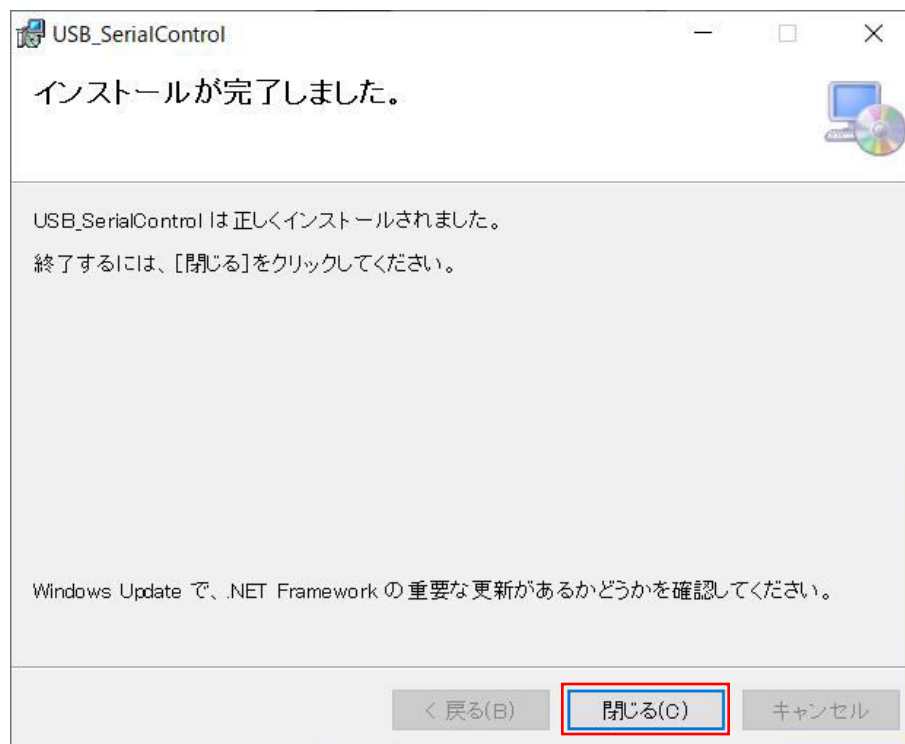 USB_SerialControl
インストールが完了しました。
USB_SerialControl は正しくインストールされました。
終了するには、[閉じる]をクリックしてください。
Windows Update で、.NET Framework の重要な更新があるかどうかを確認してください。
< 戻る(B)
閉じる(C)
キャンセル